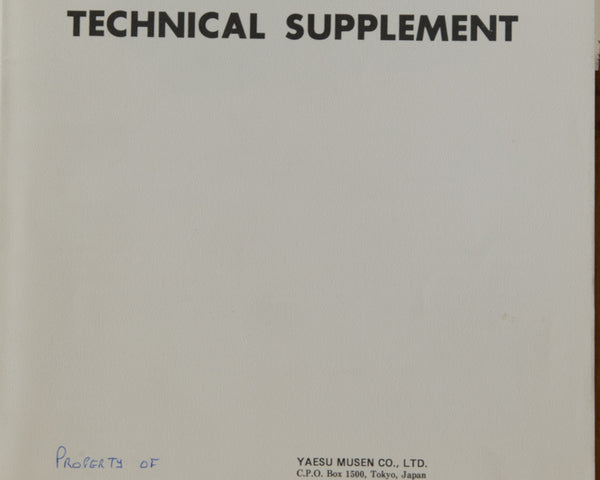 TECHNICAL SUPPLEMENT
PROPERTY OF
YAESU MUSEN CO., LTD.
C.P.O. Box 1500, Tokyo, Japan